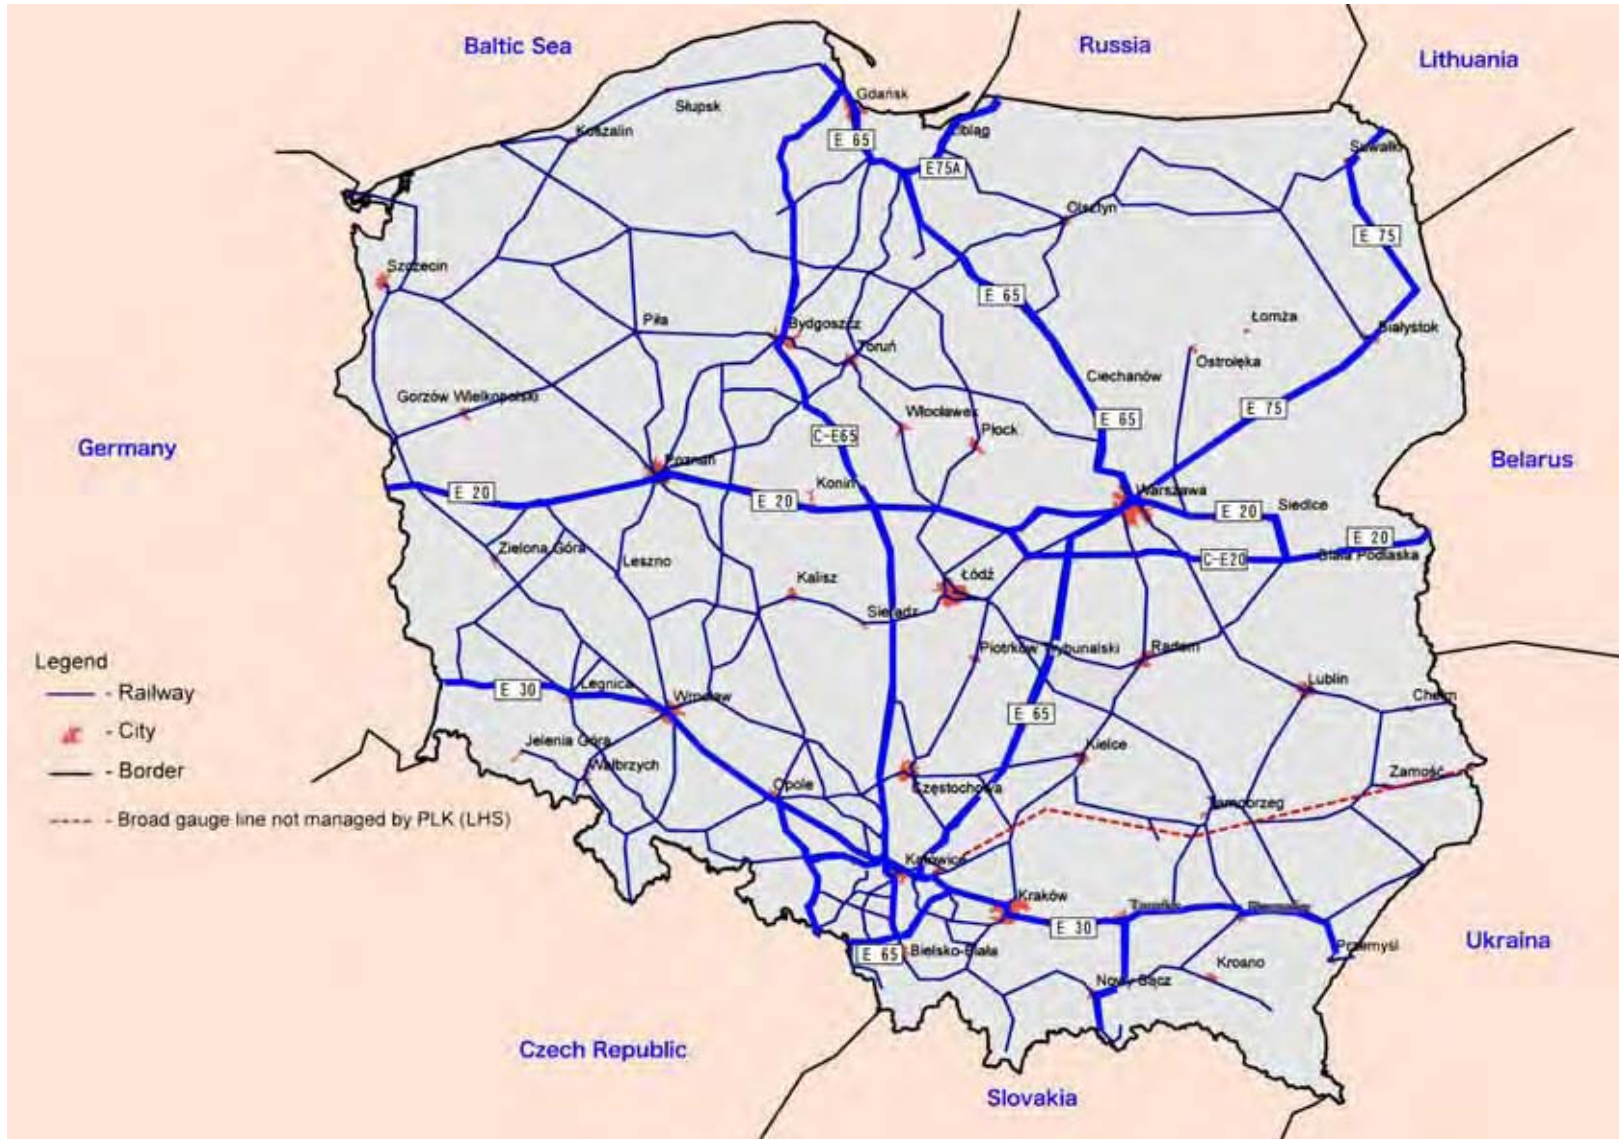 Baltic Sea
Russia
Lithuania
Słupsk
Gdańsk
Koszalin
E 65
Elbląg
E75A
Suwałki
Olsztyn
E 75
Szczecin
E 65
Piła
Bydgoszcz
Łomża
Białystok
Toruń
Ostrołęka
Ciechanów
Gorzów Wielkopolski
E 75
Włocławek
E 65
Płock
C-E65
Germany
Poznań
Belarus
E 20
Konin
E 20
Warszawa
E 20
Siedlce
E 20
Zielona Góra
Leszno
C-E20
Biała Podlaska
Kalisz
Łódź
Sieradz
Piotrków Trybunalski
Radom
Legend
- Railway
- City
- Border
- Broad gauge line not managed by PLK (LHS)
E 30
Legnica
Wrocław
Lublin
Chełm
E 65
Jelenia Góra
Wałbrzych
Kielce
Opole
Częstochowa
Zamość
Tarnobrzeg
Katowice
Kraków
E 30
Przemyśl
Ukraina
E 65
Bielsko-Biała
Krosno
Nowy Sącz
Czech Republic
Slovakia